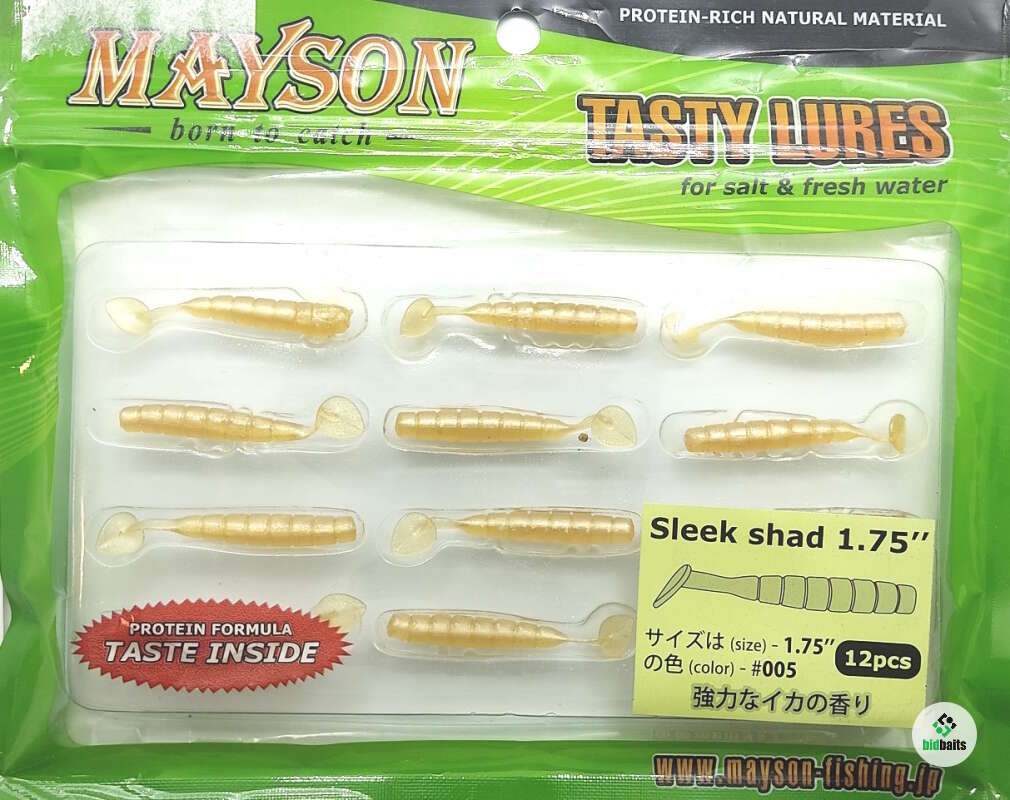 PROTEIN-RICH NATURAL MATERIAL
MAYSON
born to catch
TASTY LURES
for salt & fresh water
Sleek shad 1.75’’
サイズは (size) - 1.75’’
の色 (color) - #005
12pcs
強力なイカの香り
PROTEIN FORMULA
TASTE INSIDE
bidbaits
www.mayson-fishing.jp